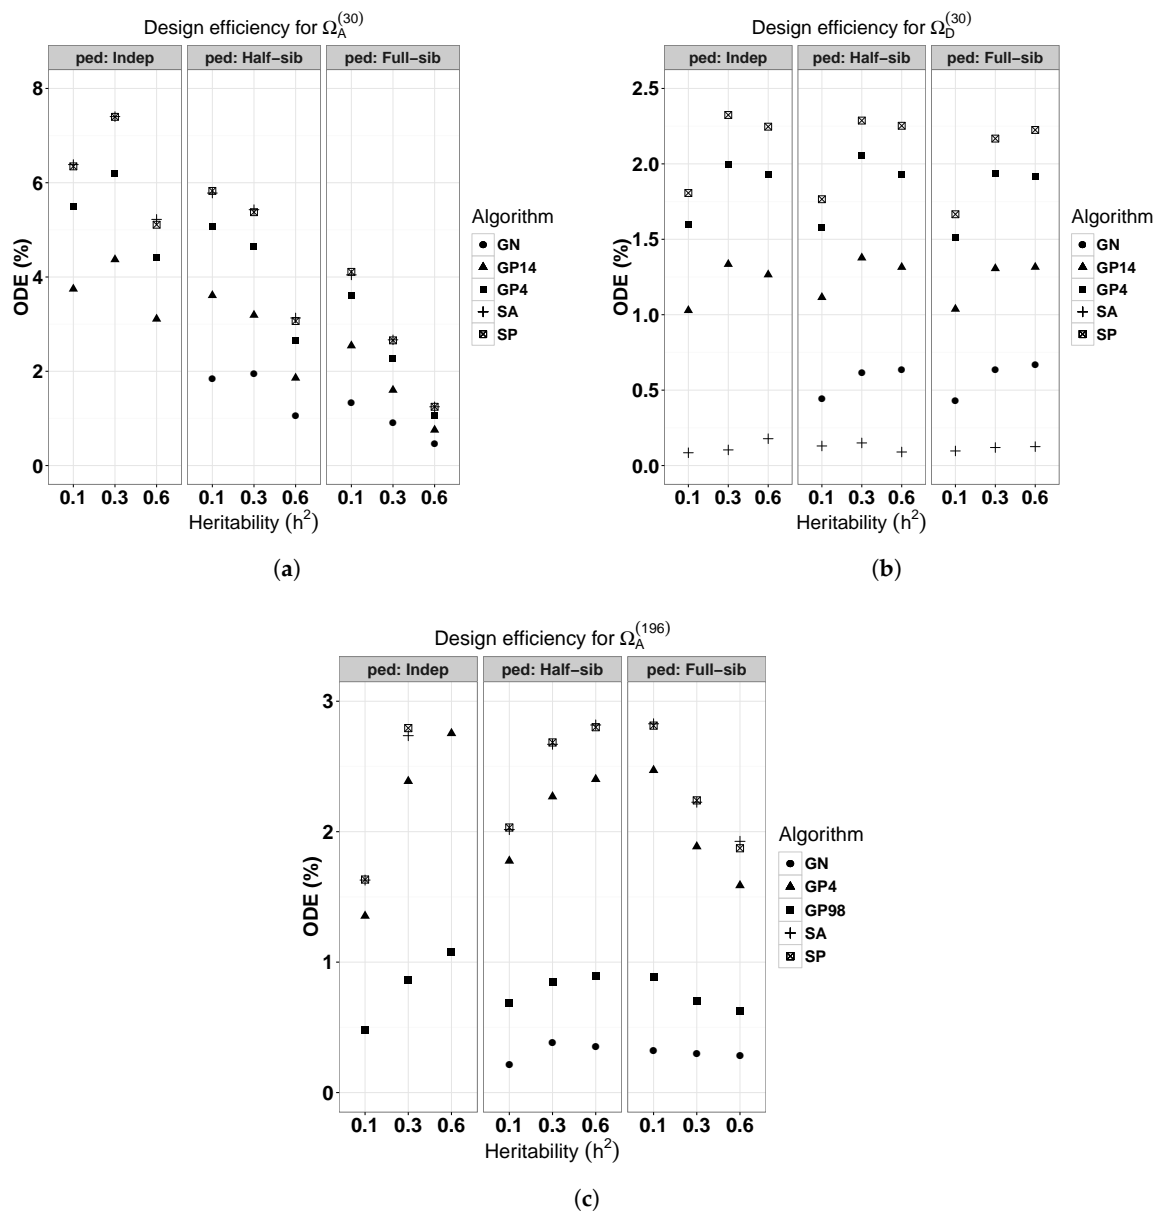 Design efficiency for Ω_A^(30)
ped: Indep ped: Half−sib ped: Full−sib
8
6
4
2
0
ODE (%)
0.1 0.3 0.6 0.1 0.3 0.6 0.1 0.3 0.6
Heritability (h²)
Algorithm
GN
GP14
GP4
SA
SP
(a)
Design efficiency for Ω_D^(30)
ped: Indep ped: Half−sib ped: Full−sib
2.5
2.0
1.5
1.0
0.5
0.0
ODE (%)
0.1 0.3 0.6 0.1 0.3 0.6 0.1 0.3 0.6
Heritability (h²)
Algorithm
GN
GP14
GP4
SA
SP
(b)
Design efficiency for Ω_A^(196)
ped: Indep ped: Half−sib ped: Full−sib
3
2
1
0
ODE (%)
0.1 0.3 0.6 0.1 0.3 0.6 0.1 0.3 0.6
Heritability (h²)
Algorithm
GN
GP4
GP98
SA
SP
(c)